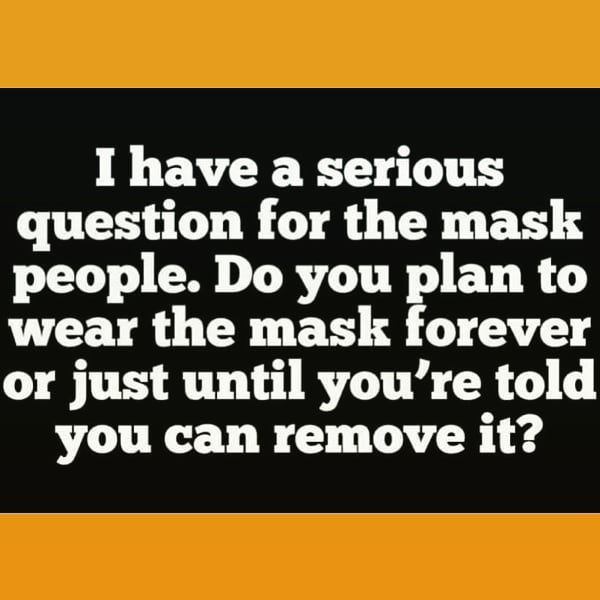 I have a serious
question for the mask
people. Do you plan to
wear the mask forever
or just until you’re told
you can remove it?